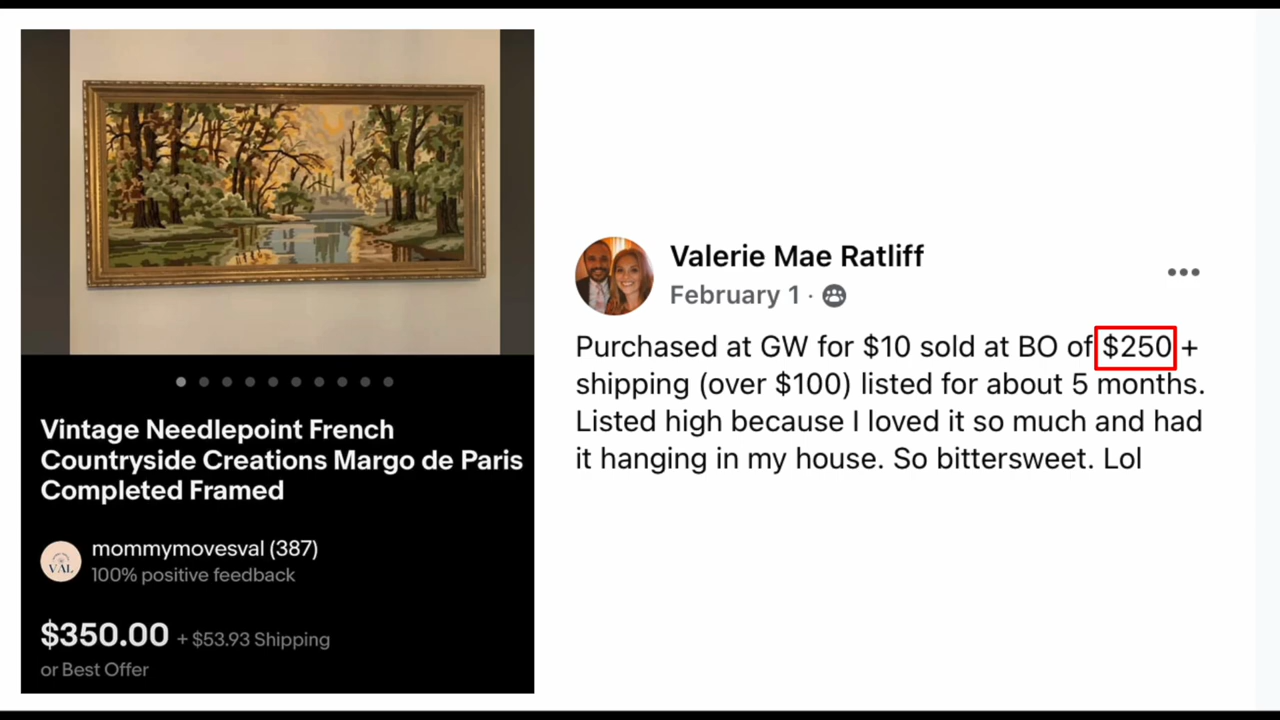 Vintage Needlepoint French
Countryside Creations Margo de Paris
Completed Framed
VAL
mommymovesval (387)
100% positive feedback
$350.00 + $53.93 Shipping
or Best Offer
Valerie Mae Ratliff
February 1 ·
Purchased at GW for $10 sold at BO of $250 +
shipping (over $100) listed for about 5 months.
Listed high because I loved it so much and had
it hanging in my house. So bittersweet. Lol